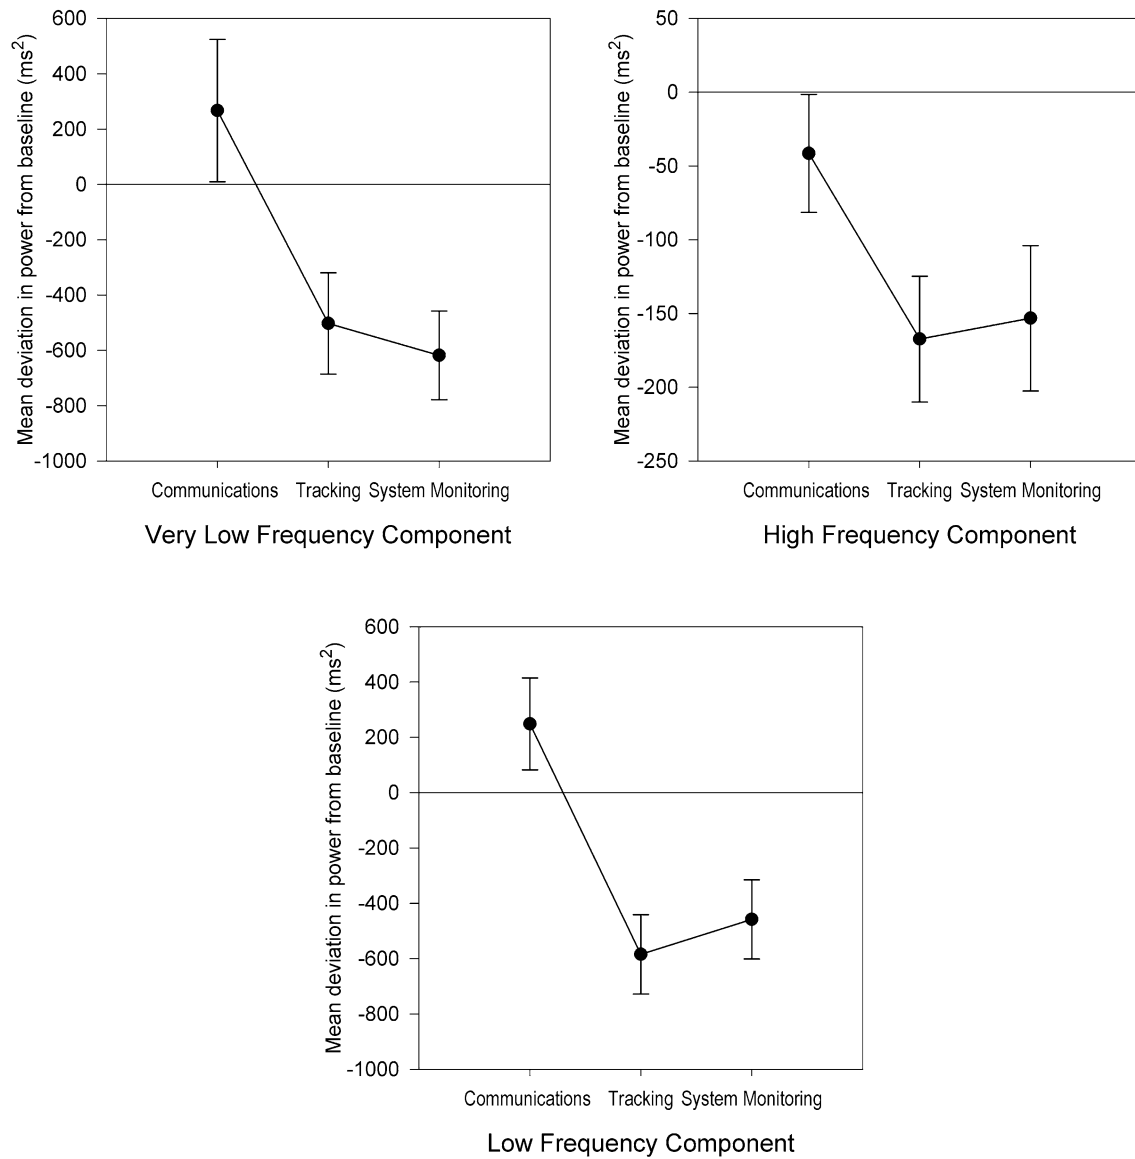 Mean deviation in power from baseline (ms²)
600
400
200
0
-200
-400
-600
-800
-1000
Communications Tracking System Monitoring
Very Low Frequency Component
Mean deviation in power from baseline (ms²)
50
0
-50
-100
-150
-200
-250
Communications Tracking System Monitoring
High Frequency Component
Mean deviation in power from baseline (ms²)
600
400
200
0
-200
-400
-600
-800
-1000
Communications Tracking System Monitoring
Low Frequency Component